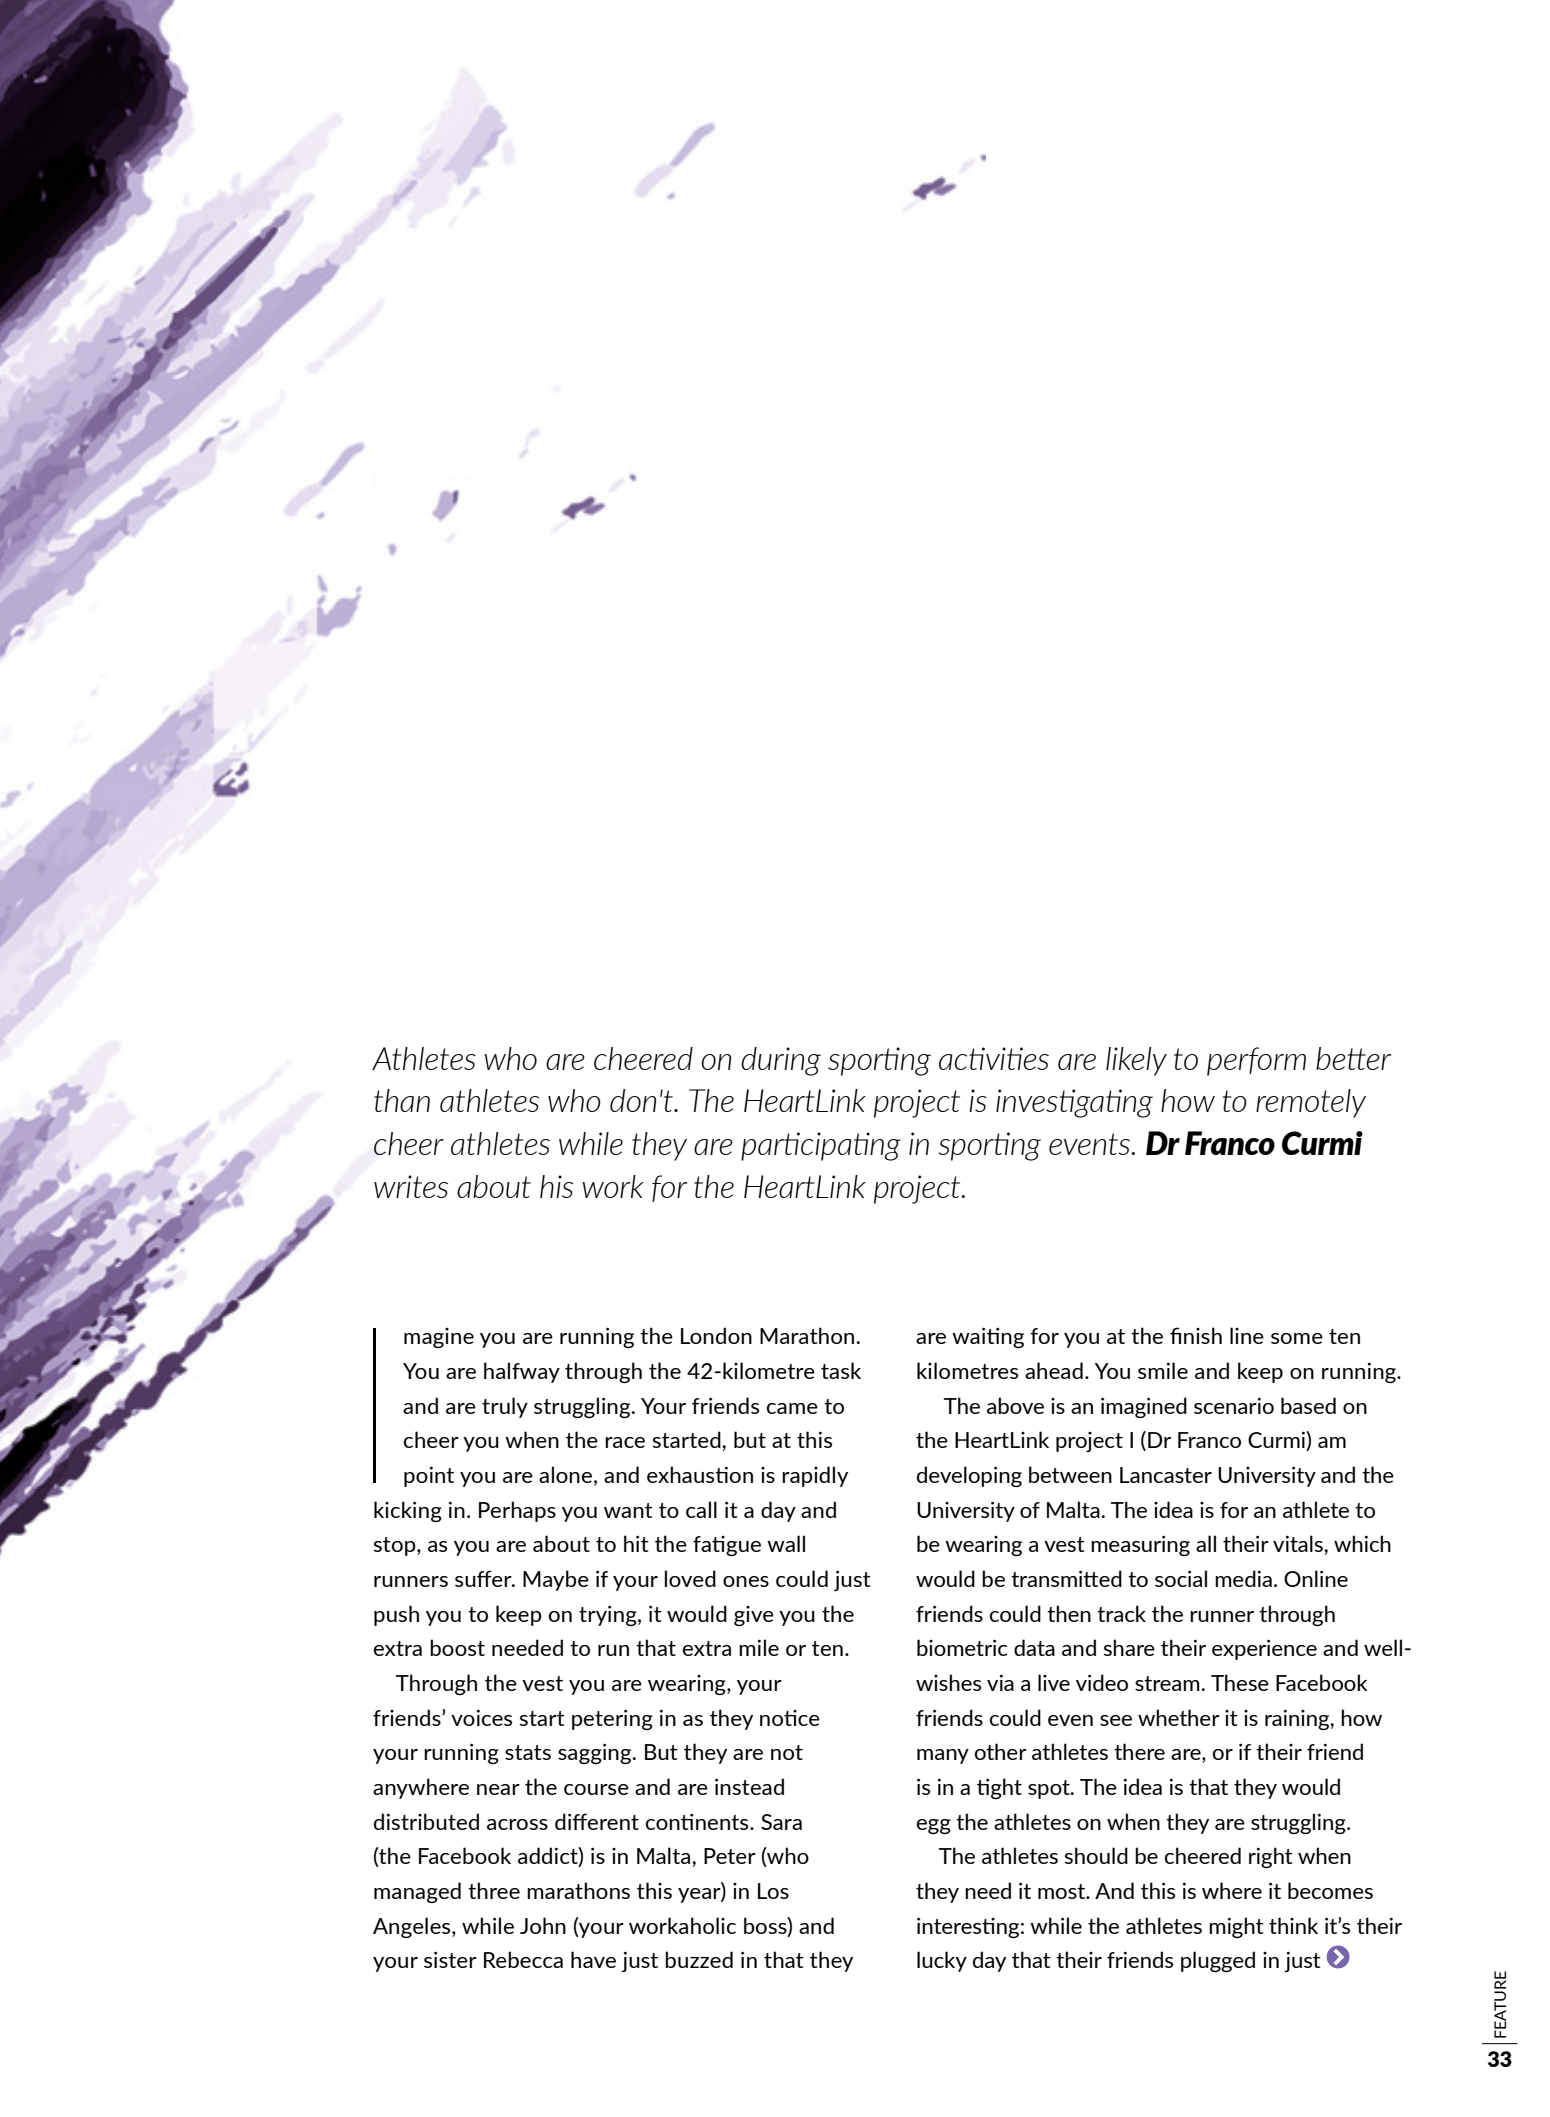 Athletes who are cheered on during sporting activities are likely to perform better
than athletes who don't. The HeartLink project is investigating how to remotely
cheer athletes while they are participating in sporting events. Dr Franco Curmi
writes about his work for the HeartLink project.
Imagine you are running the London Marathon.
You are halfway through the 42-kilometre task
and are truly struggling. Your friends came to
cheer you when the race started, but at this
point you are alone, and exhaustion is rapidly
kicking in. Perhaps you want to call it a day and
stop, as you are about to hit the fatigue wall
runners suffer. Maybe if your loved ones could just
push you to keep on trying, it would give you the
extra boost needed to run that extra mile or ten.
Through the vest you are wearing, your
friends’ voices start petering in as they notice
your running stats sagging. But they are not
anywhere near the course and are instead
distributed across different continents. Sara
(the Facebook addict) is in Malta, Peter (who
managed three marathons this year) in Los
Angeles, while John (your workaholic boss) and
your sister Rebecca have just buzzed in that they
are waiting for you at the finish line some ten
kilometres ahead. You smile and keep on running.
The above is an imagined scenario based on
the HeartLink project I (Dr Franco Curmi) am
developing between Lancaster University and the
University of Malta. The idea is for an athlete to
be wearing a vest measuring all their vitals, which
would be transmitted to social media. Online
friends could then track the runner through
biometric data and share their experience and well-
wishes via a live video stream. These Facebook
friends could even see whether it is raining, how
many other athletes there are, or if their friend
is in a tight spot. The idea is that they would
egg the athletes on when they are struggling.
The athletes should be cheered right when
they need it most. And this is where it becomes
interesting: while the athletes might think it’s their
lucky day that their friends plugged in just
FEATURE
33